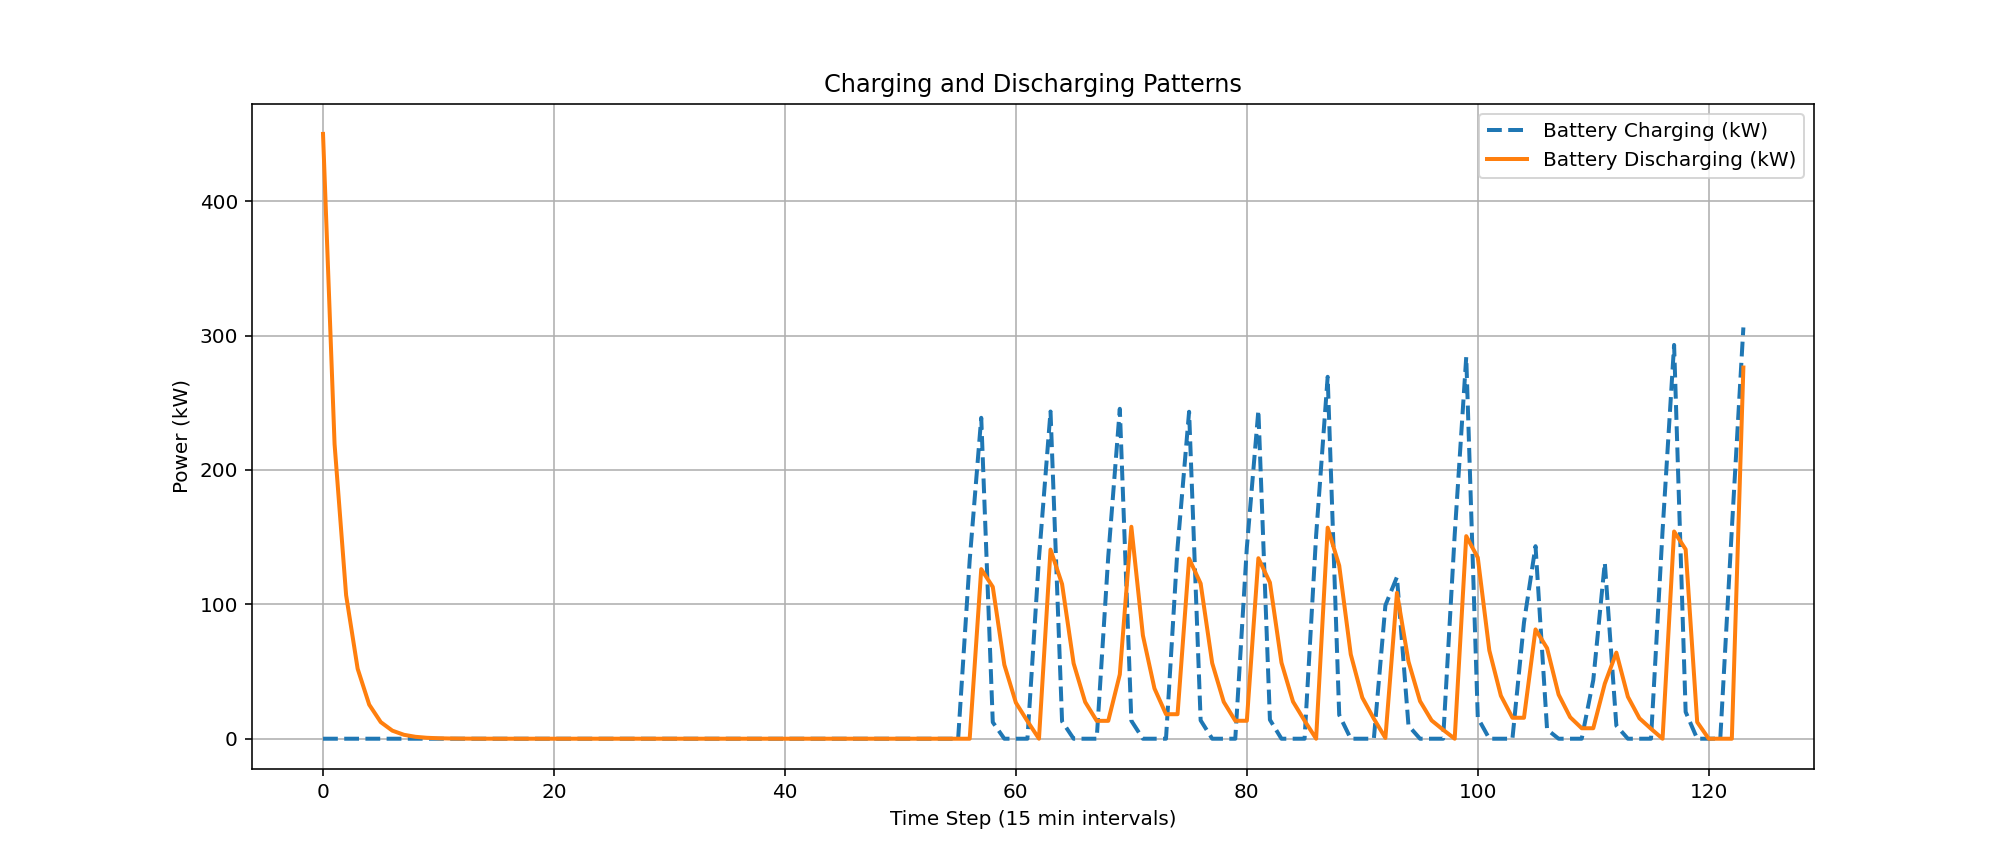 Charging and Discharging Patterns
Battery Charging (kW)
Battery Discharging (kW)
Power (kW)
400
300
200
100
0
0 20 40 60 80 100 120
Time Step (15 min intervals)